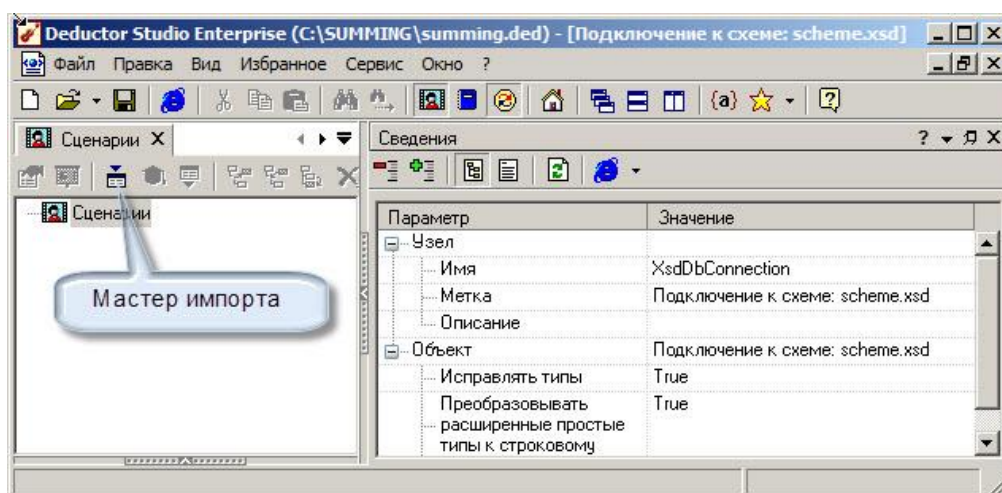 Deductor Studio Enterprise (C:\SUMMING\summing.ded) - [Подключение к схеме: scheme.xsd]
Файл Правка Вид Избранное Сервис Окно ?
{a}
Сценарии X
Сведения
Сценарии
Мастер импорта
Параметр Значение
Узел
Имя XsdDbConnection
Метка Подключение к схеме: scheme.xsd
Описание
Объект Подключение к схеме: scheme.xsd
Исправлять типы True
Преобразовывать True
расширенные простые
типы к строковому